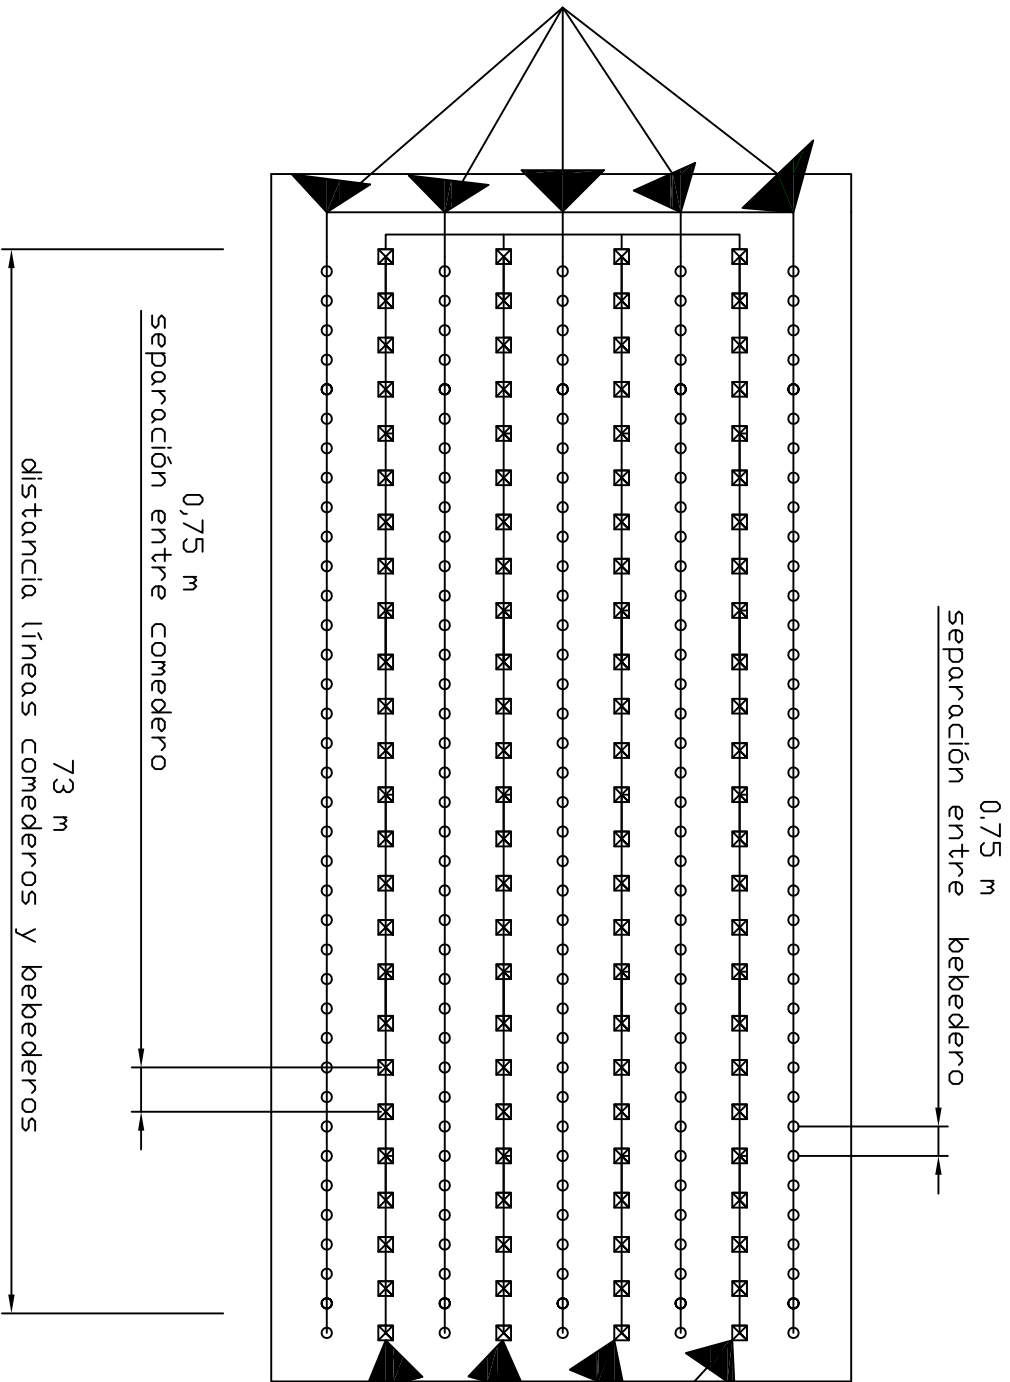 0.75 m
separación entre bebedero
0,75 m
separación entre comedero
73 m
distancia líneas comederos y bebederos